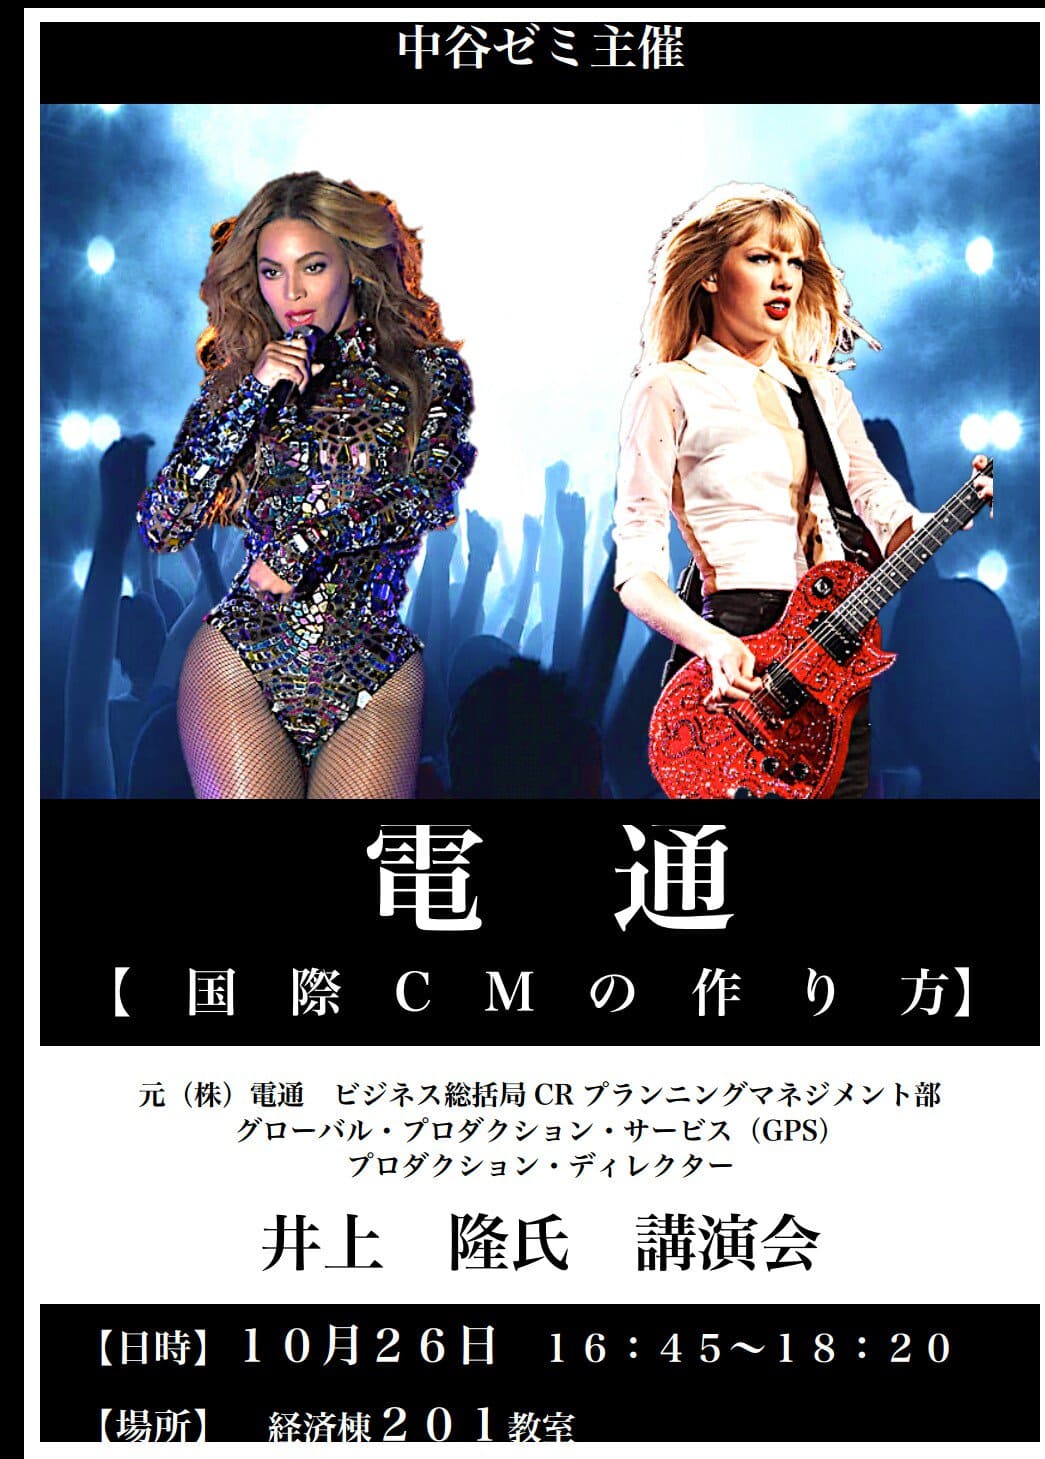 中谷ゼミ主催
電　通
【　国　際　C　M　の　作　り　方】
元（株）電通　ビジネス総括局 CR プランニングマネジメント部
グローバル・プロダクション・サービス（GPS）
プロダクション・ディレクター
井上　隆氏　講演会
【日時】１０月２６日　１６：４５～１８：２０
【場所】　経済棟２０１教室